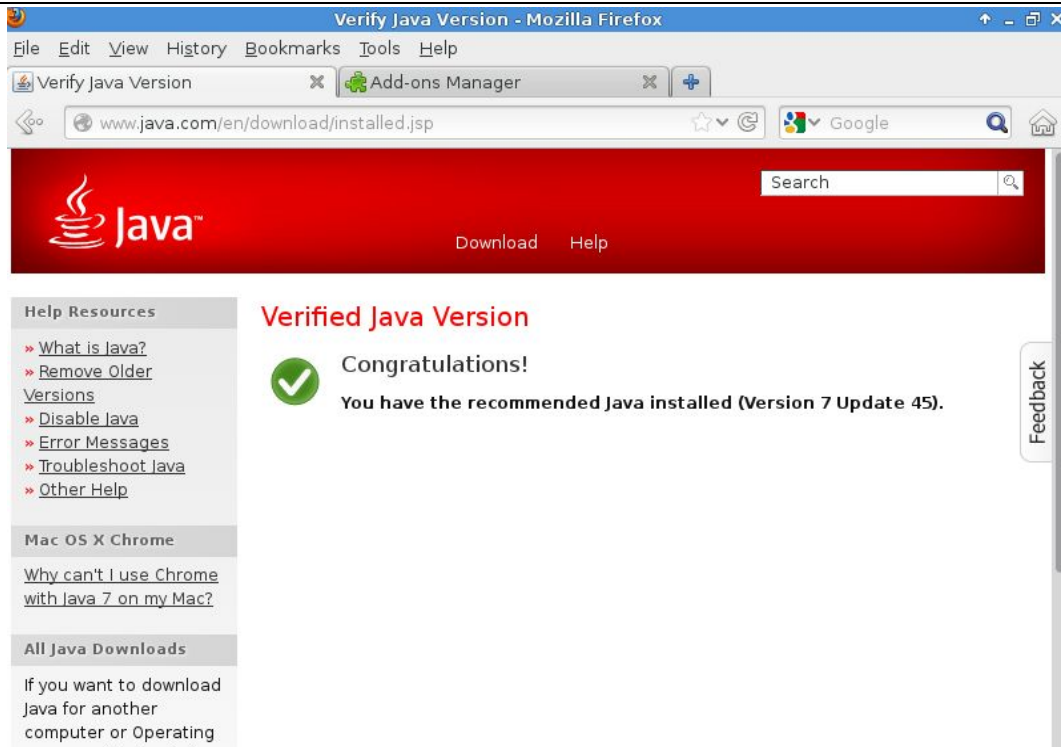 Verify Java Version - Mozilla Firefox
File Edit View History Bookmarks Tools Help
Verify Java Version Add-ons Manager
www.java.com/en/download/installed.jsp Google
Search
Java™
Download Help
Help Resources
» What is Java?
» Remove Older
Versions
» Disable Java
» Error Messages
» Troubleshoot Java
» Other Help
Mac OS X Chrome
Why can't I use Chrome
with Java 7 on my Mac?
All Java Downloads
If you want to download
Java for another
computer or Operating
Verified Java Version
Congratulations!
You have the recommended Java installed (Version 7 Update 45).
Feedback